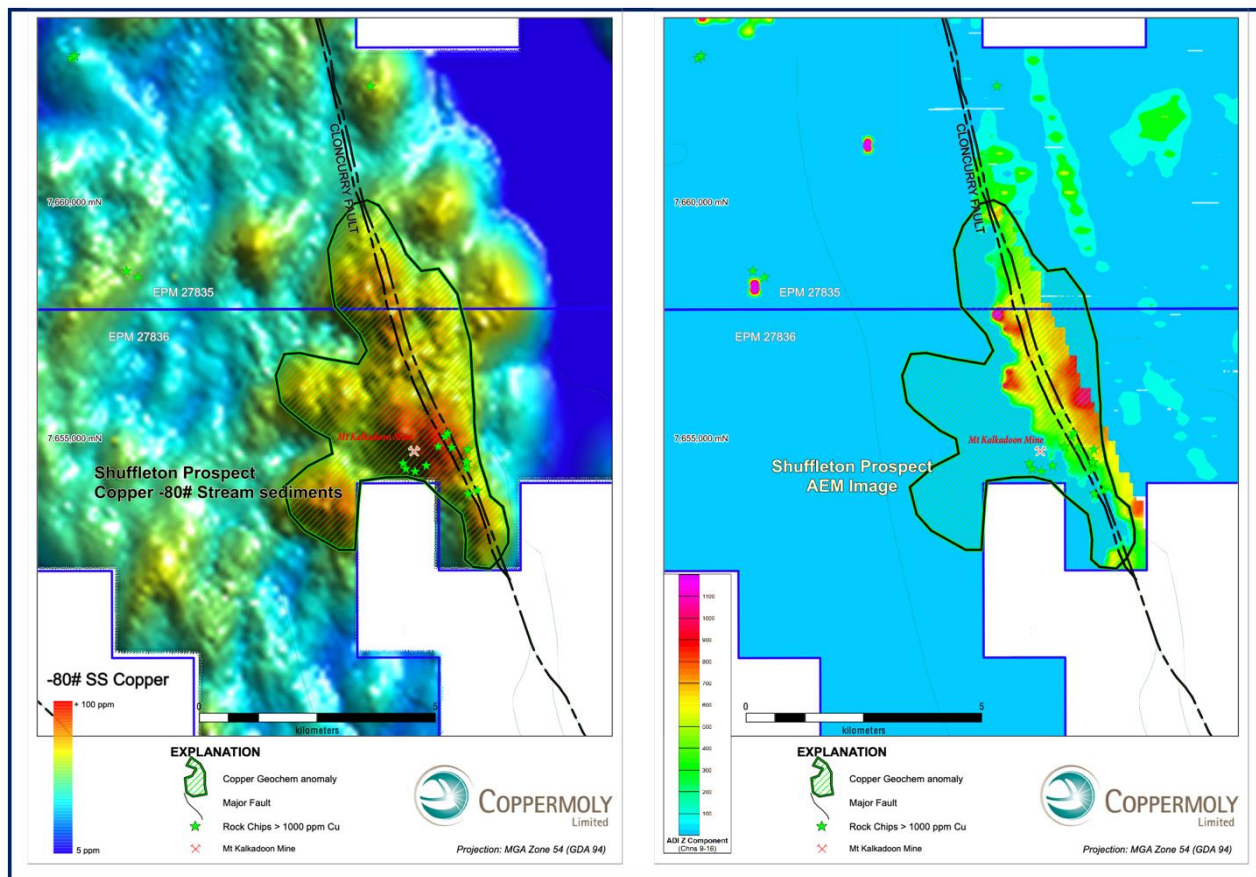 CLONCURRY FAULT
7,660,000 mN
EPM 27835
EPM 27836
7,655,000 mN
Mt Kalkadoon Mine
Shuffleton Prospect
Copper -80# Stream sediments
-80# SS Copper
+ 100 ppm
5 ppm
0
5
kilometers
EXPLANATION
Copper Geochem anomaly
Major Fault
Rock Chips > 1000 ppm Cu
Mt Kalkadoon Mine
COPPERMOLY
Limited
Projection: MGA Zone 54 (GDA 94)
CLONCURRY FAULT
7,660,000 mN
EPM 27835
EPM 27836
7,655,000 mN
Mt Kalkadoon Mine
Shuffleton Prospect
AEM Image
1100
1000
900
800
700
600
500
400
300
200
100
ADI Z Component
(Chns 9-16)
0
5
kilometers
EXPLANATION
Copper Geochem anomaly
Major Fault
Rock Chips > 1000 ppm Cu
Mt Kalkadoon Mine
COPPERMOLY
Limited
Projection: MGA Zone 54 (GDA 94)